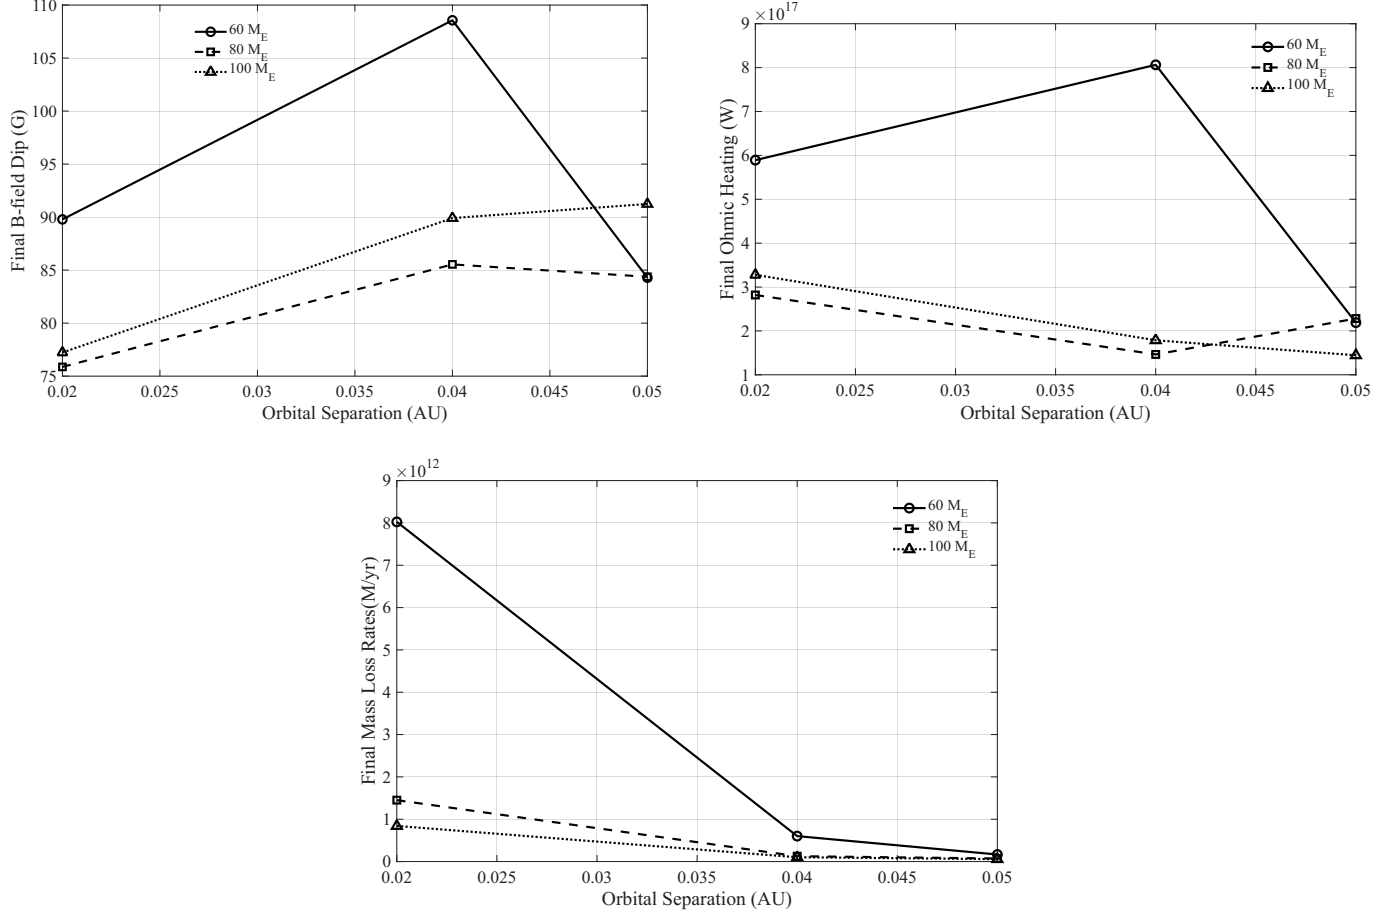 110
105
100
95
90
85
80
75
Final B-field Dip (G)
60 M_E
80 M_E
100 M_E
0.02 0.025 0.03 0.035 0.04 0.045 0.05
Orbital Separation (AU)
×10^17
9
8
7
6
5
4
3
2
1
Final Ohmic Heating (W)
60 M_E
80 M_E
100 M_E
0.02 0.025 0.03 0.035 0.04 0.045 0.05
Orbital Separation (AU)
×10^12
9
8
7
6
5
4
3
2
1
0
Final Mass Loss Rates(M/yr)
60 M_E
80 M_E
100 M_E
0.02 0.025 0.03 0.035 0.04 0.045 0.05
Orbital Separation (AU)